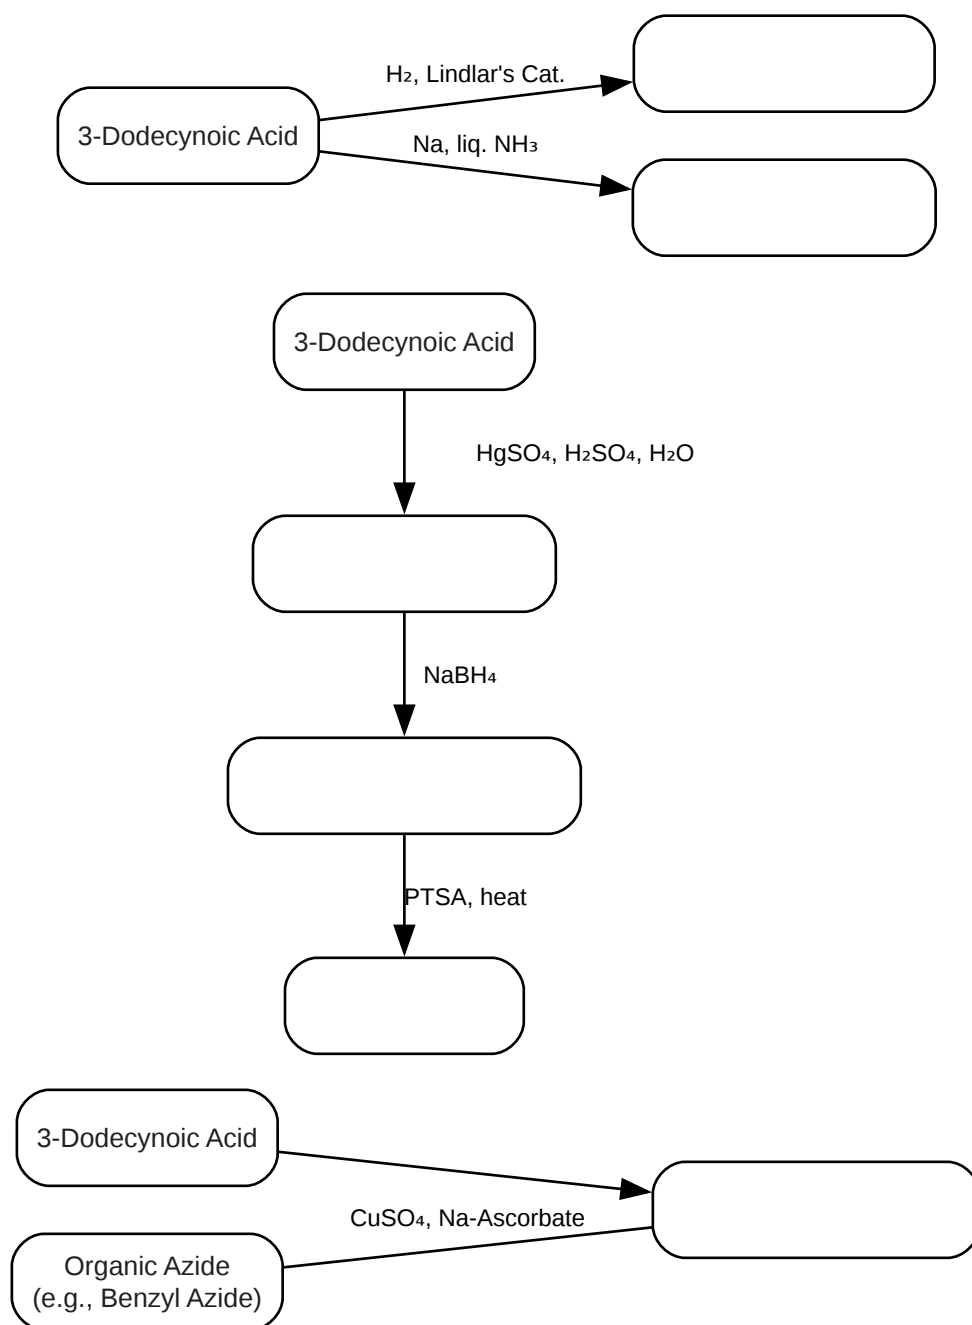 H₂, Lindlar's Cat.
3-Dodecynoic Acid
Na, liq. NH₃
3-Dodecynoic Acid
HgSO₄, H₂SO₄, H₂O
NaBH₄
PTSA, heat
3-Dodecynoic Acid
CuSO₄, Na-Ascorbate
Organic Azide
(e.g., Benzyl Azide)